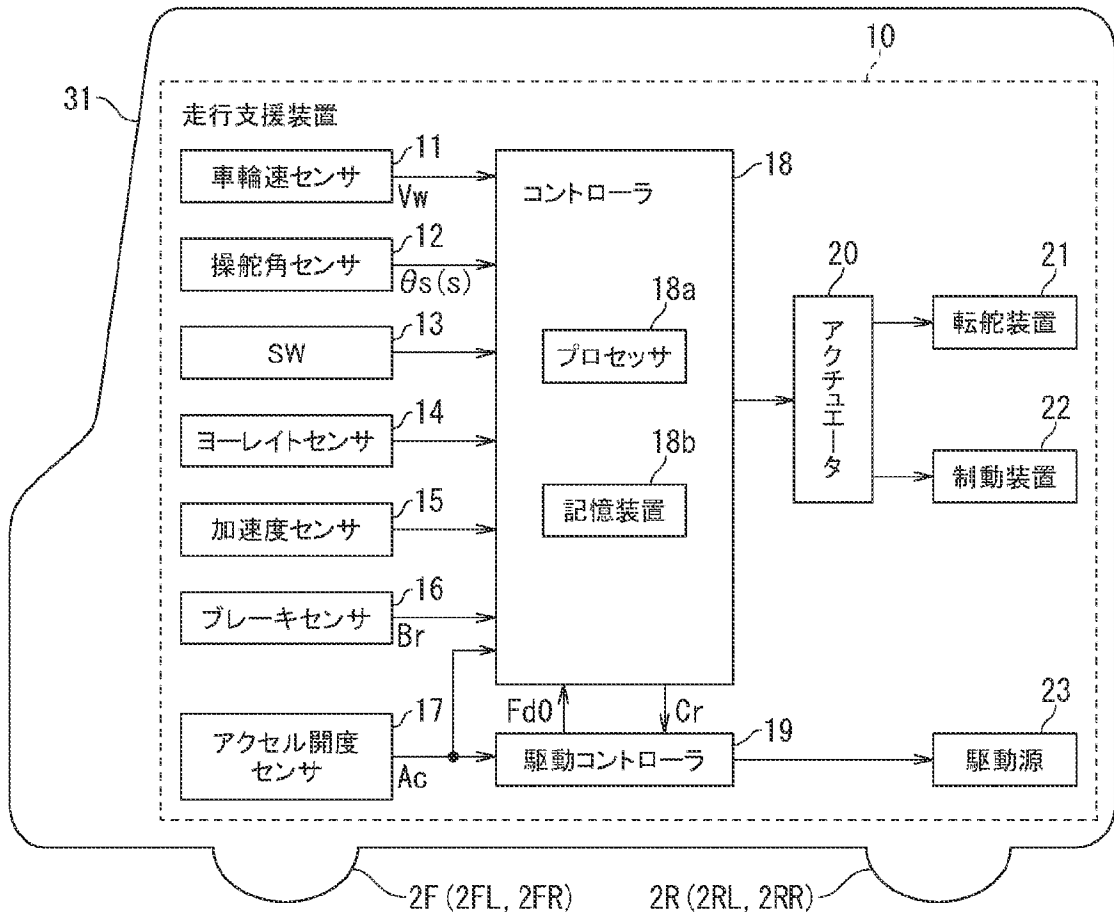 10
31
走行支援装置
11
車輪速センサ
Vw
コントローラ
18
12
操舵角センサ
θs(s)
20
21
18a
転舵装置
13
SW
プロセッサ
アクチュエータ
14
ヨーレイトセンサ
18b
22
制動装置
記憶装置
15
加速度センサ
16
ブレーキセンサ
Br
17
Fd0
Cr
23
アクセル開度
センサ
Ac
19
駆動コントローラ
駆動源
2F(2FL, 2FR)
2R(2RL, 2RR)